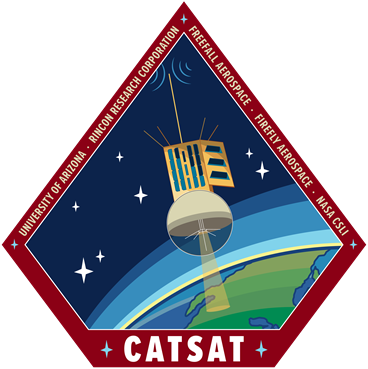 UNIVERSITY OF ARIZONA · RINCON RESEARCH CORPORATION
FREEFALL AEROSPACE · FIREFLY AEROSPACE · NASA CSLI
CATSAT